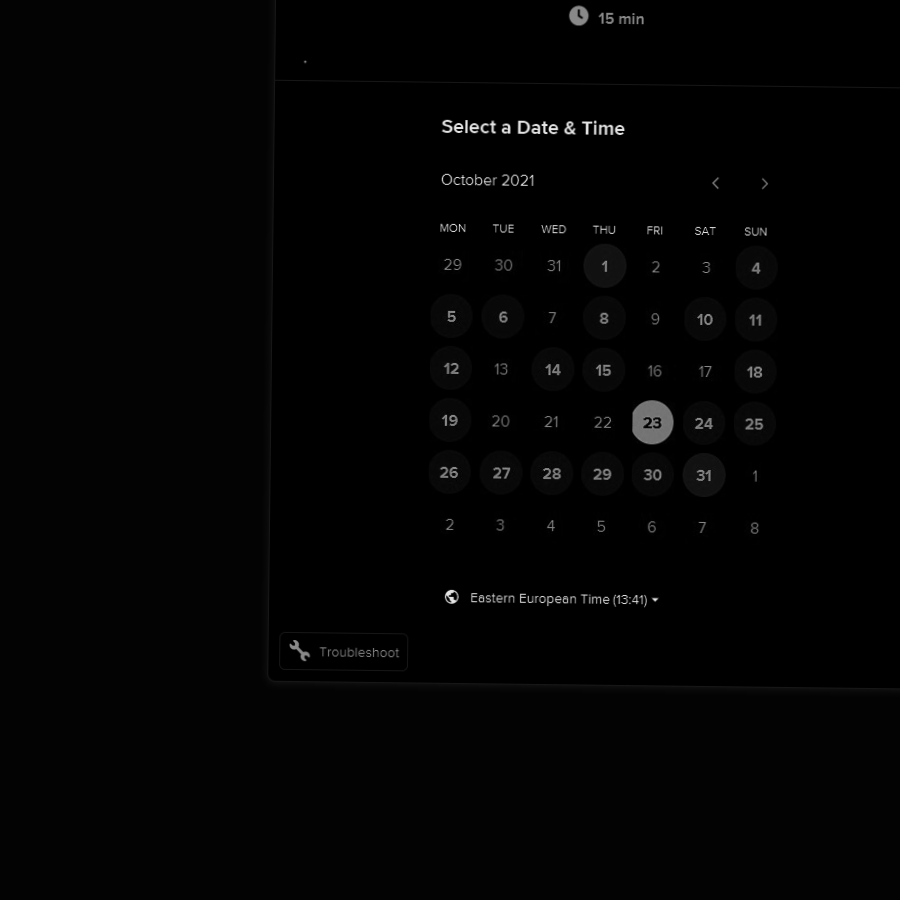 15 min
Select a Date & Time
October 2021
MON TUE WED THU FRI SAT SUN
29 30 31 1 2 3 4
5 6 7 8 9 10 11
12 13 14 15 16 17 18
19 20 21 22 23 24 25
26 27 28 29 30 31 1
2 3 4 5 6 7 8
Eastern European Time (13:41)
Troubleshoot